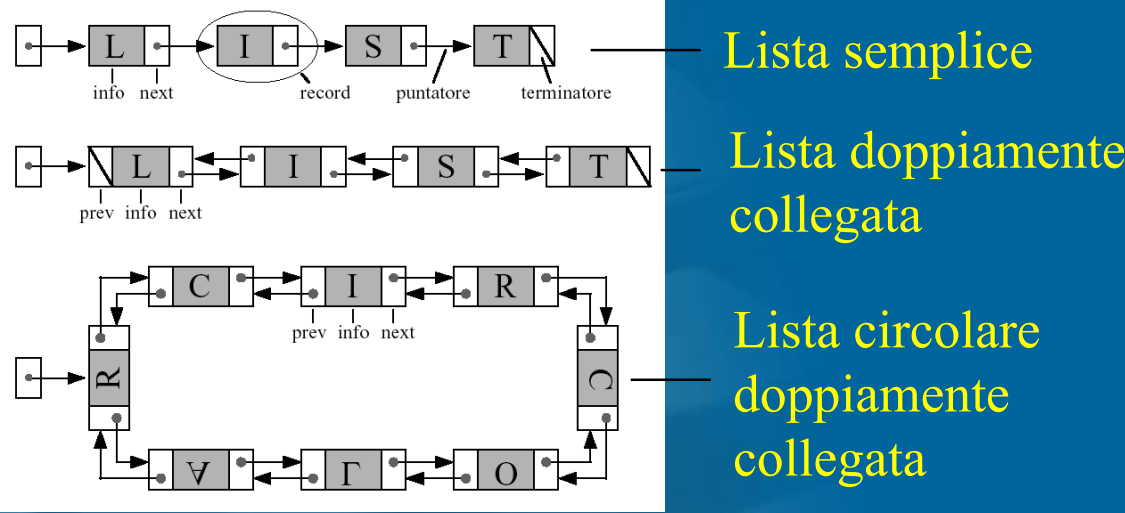 L I S T
info next record puntatore terminatore
Lista semplice
L I S T
prev info next
Lista doppiamente
collegata
C I R
prev info next
R C
A L O
Lista circolare
doppiamente
collegata